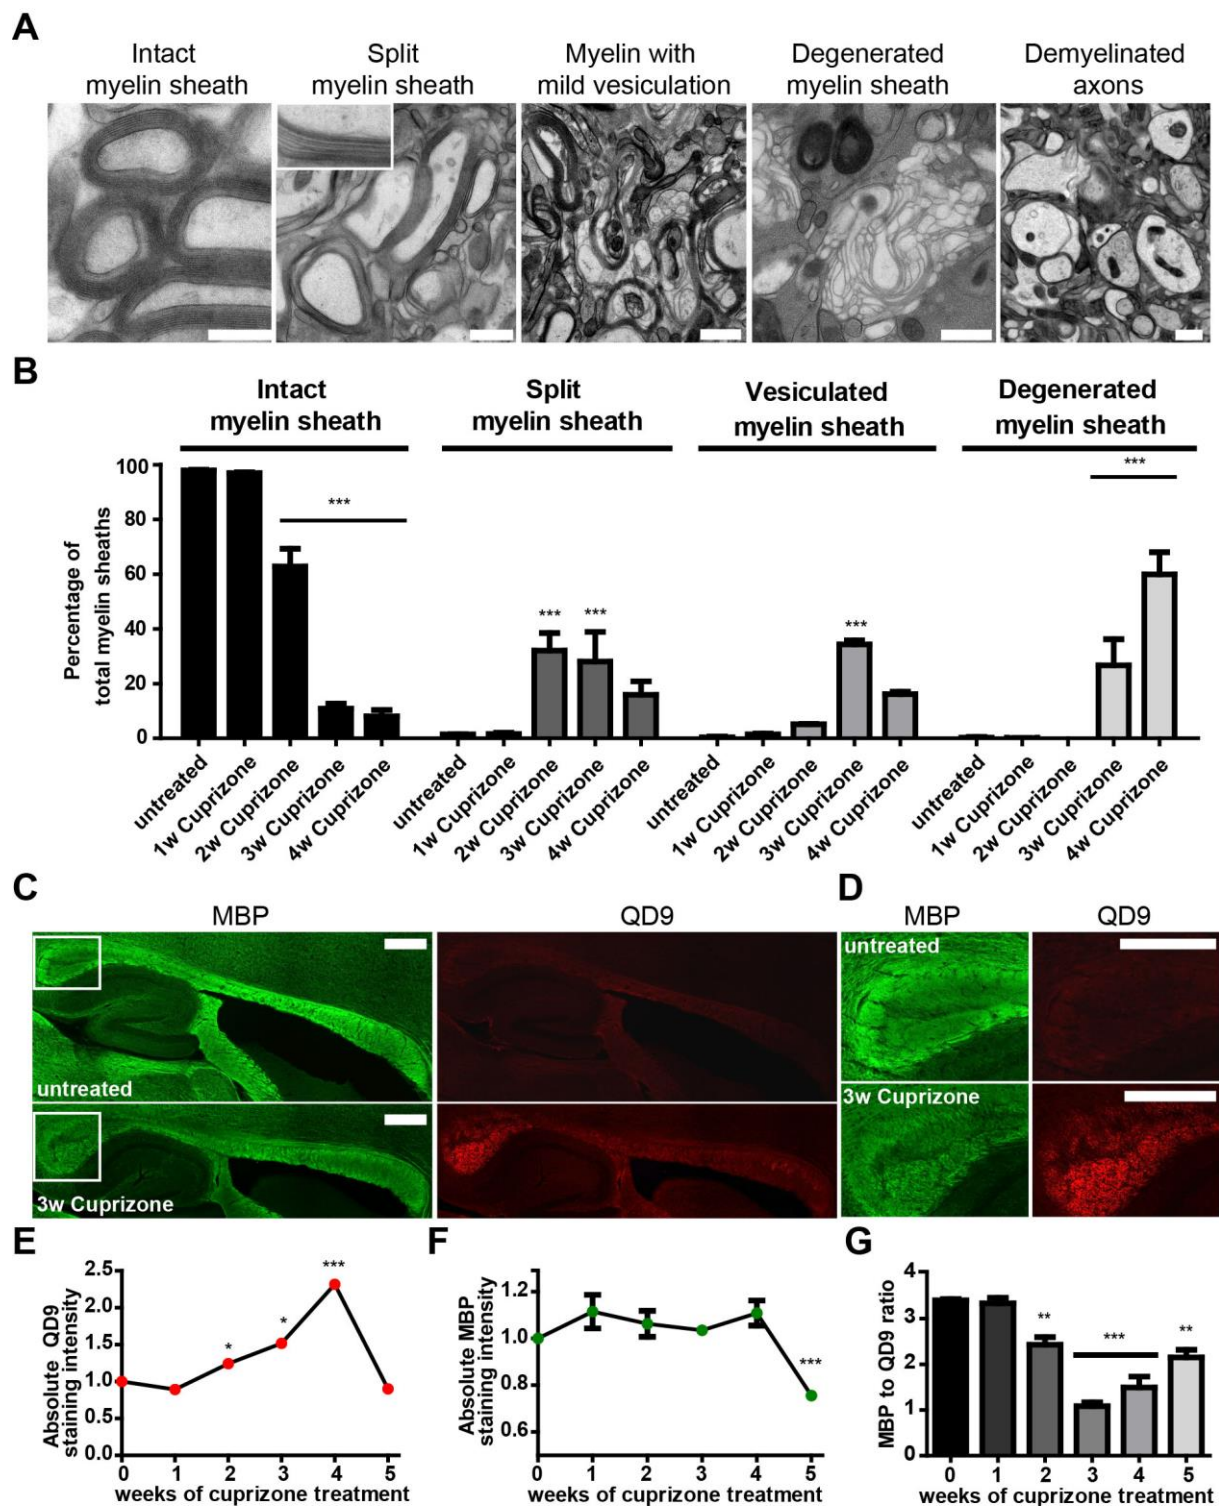 A
Intact
myelin sheath
Split
myelin sheath
Myelin with
mild vesiculation
Degenerated
myelin sheath
Demyelinated
axons
B
Intact
myelin sheath
Split
myelin sheath
Vesiculated
myelin sheath
Degenerated
myelin sheath
Percentage of
total myelin sheaths
100
80
60
40
20
0
***
***
***
***
***
untreated
1w Cuprizone
2w Cuprizone
3w Cuprizone
4w Cuprizone
untreated
1w Cuprizone
2w Cuprizone
3w Cuprizone
4w Cuprizone
untreated
1w Cuprizone
2w Cuprizone
3w Cuprizone
4w Cuprizone
untreated
1w Cuprizone
2w Cuprizone
3w Cuprizone
4w Cuprizone
C
MBP
QD9
untreated
3w Cuprizone
D
MBP
QD9
untreated
3w Cuprizone
E
Absolute QD9
staining intensity
2.5
2.0
1.5
1.0
0.5
0.0
*
*
***
0 1 2 3 4 5
weeks of cuprizone treatment
F
Absolute MBP
staining intensity
1.2
1.0
0.8
0.6
***
0 1 2 3 4 5
weeks of cuprizone treatment
G
MBP to QD9 ratio
4
3
2
1
0
**
***
**
0 1 2 3 4 5
weeks of cuprizone treatment